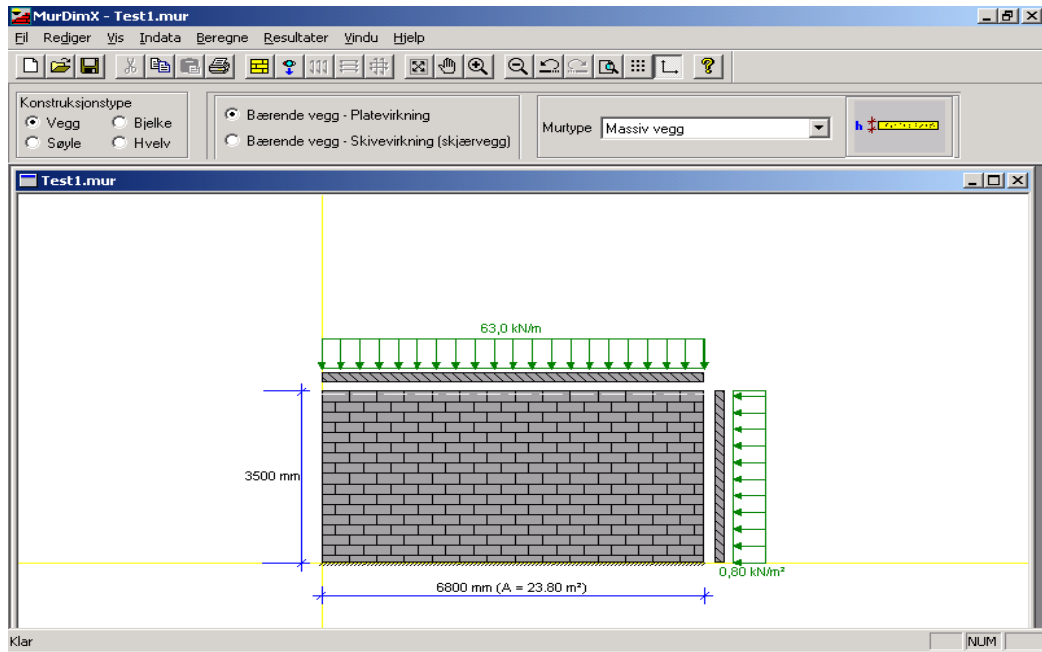 MurDimX - Test1.mur
Fil Rediger Vis Indata Beregne Resultater Vindu Hjelp
Konstruksjonstype
Vegg Bjelke
Søyle Hvelv
Bærende vegg - Platevirkning
Bærende vegg - Skivevirkning (skjærvegg)
Murtype Massiv vegg
h
Test1.mur
63,0 kN/m
3500 mm
0,80 kN/m²
6800 mm (A = 23.80 m²)
Klar
NUM